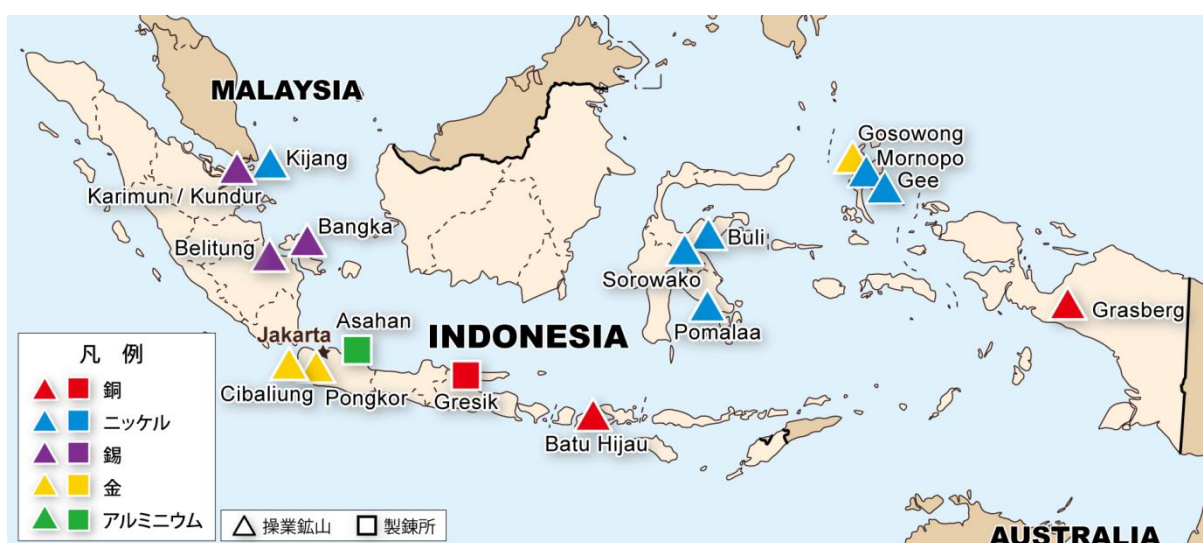 MALAYSIA
Kijang
Karimun / Kundur
Bangka
Belitung
Gosowong
Mornopo
Gee
Buli
Sorowako
Pomalaa
Grasberg
Jakarta
Asahan
INDONESIA
Cibaliung
Pongkor
Gresik
Batu Hijau
AUSTRALIA
凡 例
銅
ニッケル
錫
金
アルミニウム
操業鉱山 製錬所